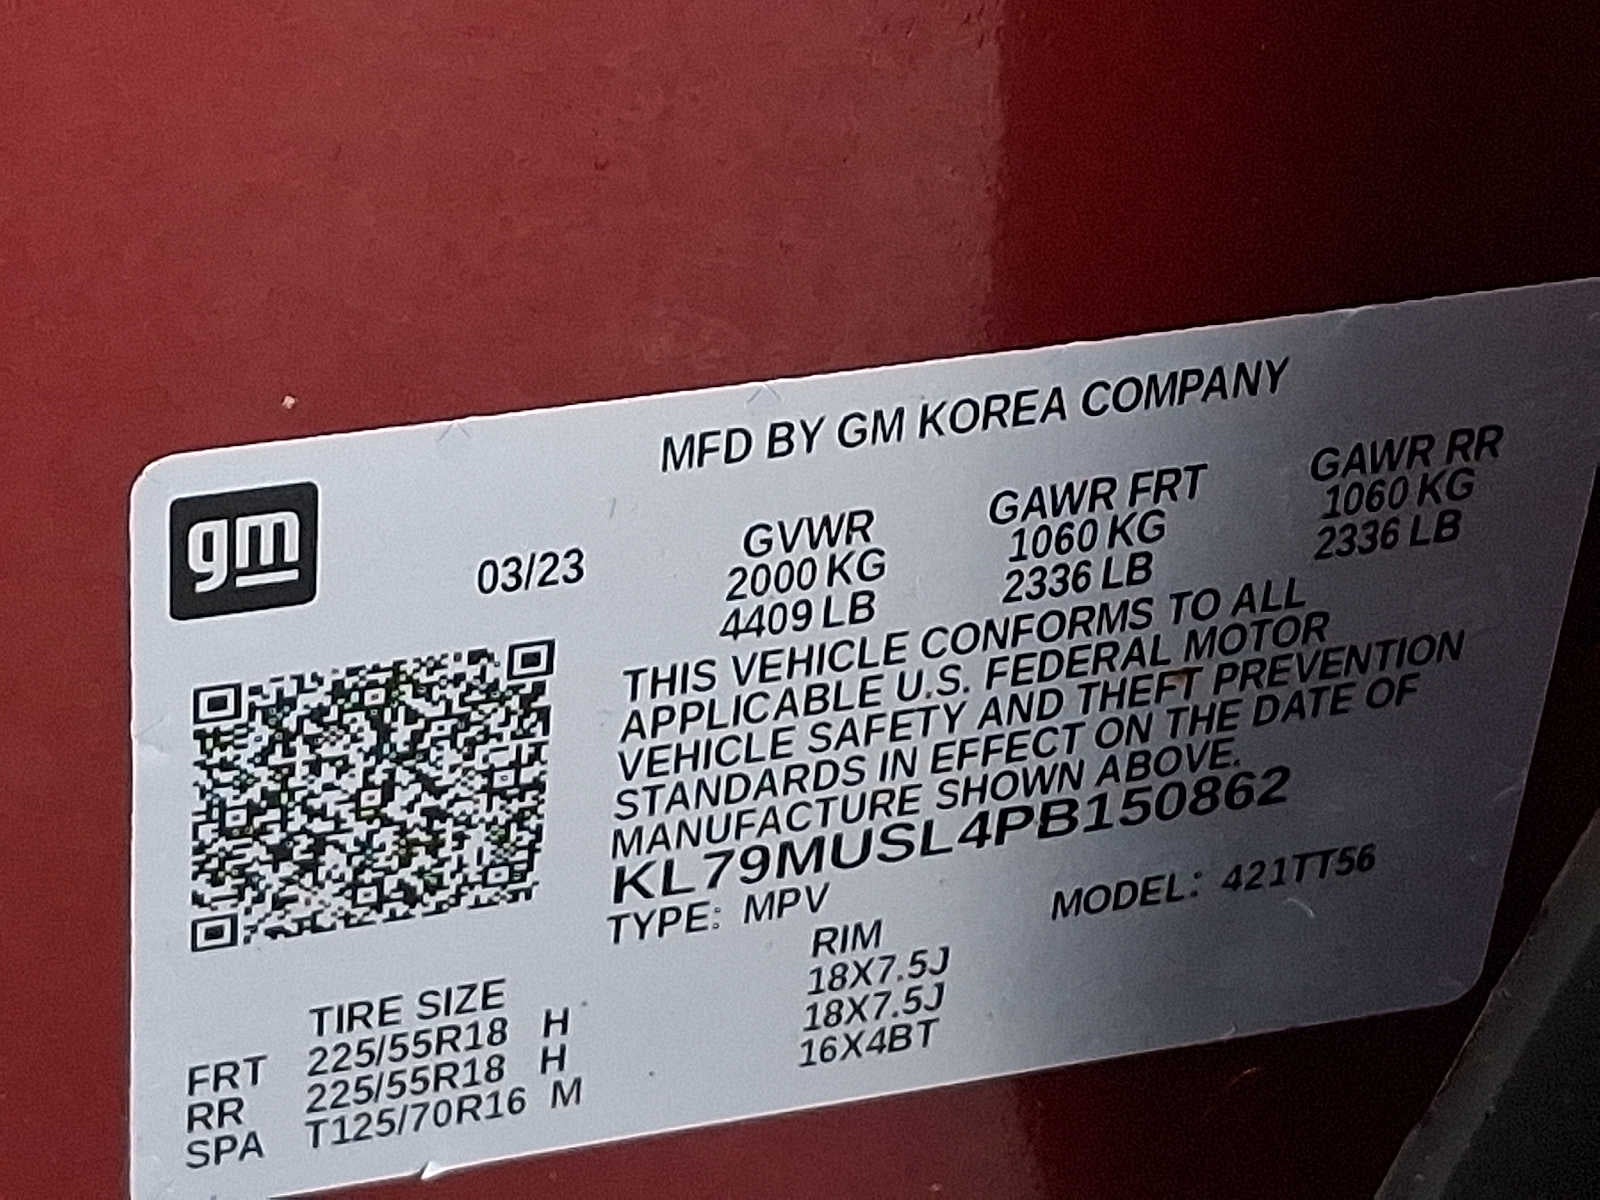 MFD BY GM KOREA COMPANY
gm
03/23
GVWR GAWR FRT GAWR RR
2000 KG 1060 KG 1060 KG
4409 LB 2336 LB 2336 LB
THIS VEHICLE CONFORMS TO ALL
APPLICABLE U.S. FEDERAL MOTOR
VEHICLE SAFETY AND THEFT PREVENTION
STANDARDS IN EFFECT ON THE DATE OF
MANUFACTURE SHOWN ABOVE.
KL79MUSL4PB150862
TYPE: MPV MODEL: 421TT56
TIRE SIZE RIM
FRT 225/55R18 H 18X7.5J
RR 225/55R18 H 18X7.5J
SPA T125/70R16 M 16X4BT